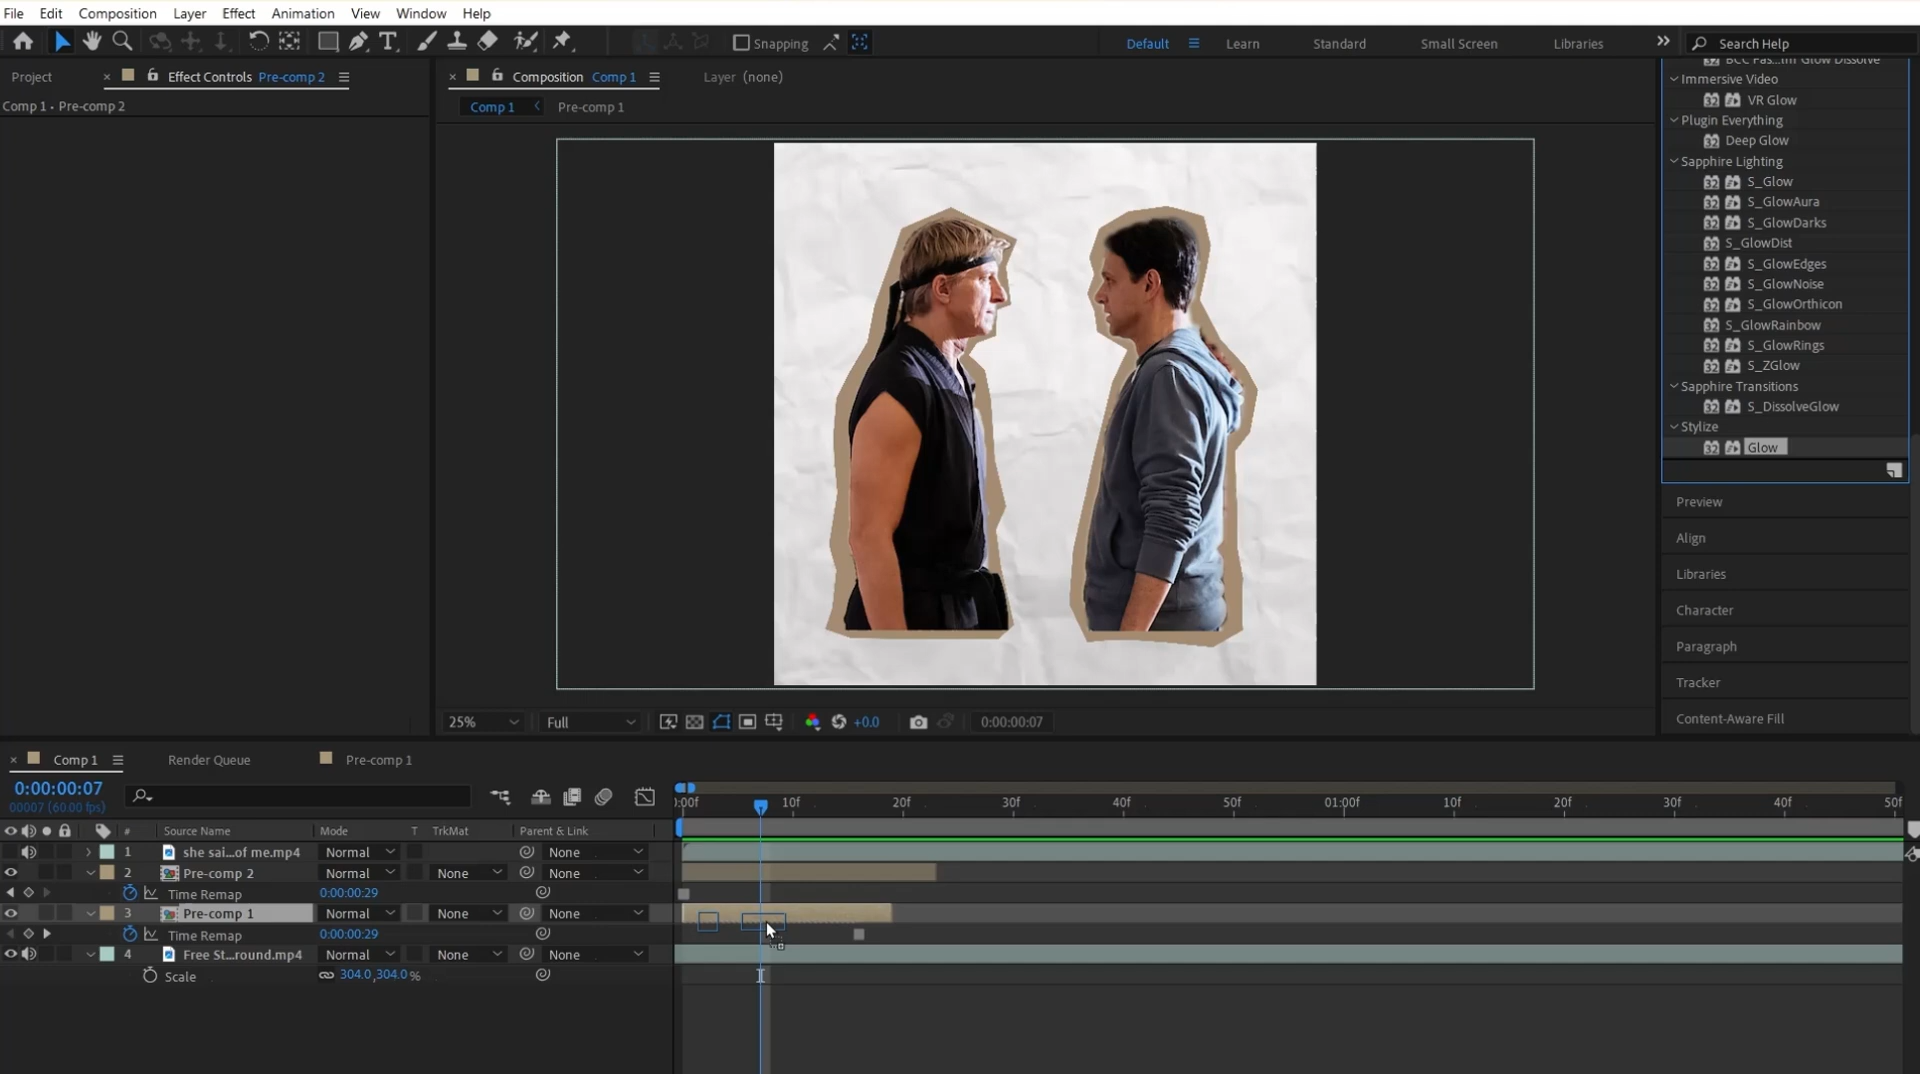 File Edit Composition Layer Effect Animation View Window Help
Snapping Default Learn Standard Small Screen Libraries Search Help
Project Effect Controls Pre-comp 2 Composition Comp 1 Layer (none)
Comp 1 • Pre-comp 2
Comp 1 Pre-comp 1
Immersive Video
VR Glow
Plugin Everything
Deep Glow
Sapphire Lighting
S_Glow
S_GlowAura
S_GlowDarks
S_GlowDist
S_GlowEdges
S_GlowNoise
S_GlowOrthicon
S_GlowRainbow
S_GlowRings
S_ZGlow
Sapphire Transitions
S_DissolveGlow
Stylize
Glow
Preview
Align
Libraries
Character
Paragraph
Tracker
Content-Aware Fill
25% Full +0.0 0:00:00:07
Comp 1 Render Queue Pre-comp 1
0:00:00:07
00007 (60.00 fps)
0:00f 10f 20f 30f 40f 50f 01:00f 10f 20f 30f 40f 50f
# Source Name Mode T TrkMat Parent & Link
1 she sai...of me.mp4 Normal None
2 Pre-comp 2 Normal None None
Time Remap 0:00:00:29
3 Pre-comp 1 Normal None None
Time Remap 0:00:00:29
4 Free St...round.mp4 Normal None None
Scale 304.0,304.0 %